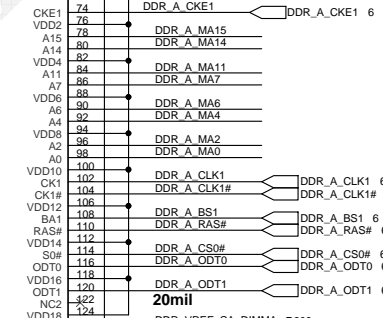 CKE1 74 DDR_A_CKE1 DDR_A_CKE1 6
VDD2 76
A15 78 DDR_A_MA15
A14 80 DDR_A_MA14
VDD4 82
A11 84 DDR_A_MA11
A7 86 DDR_A_MA7
VDD6 88
A6 90 DDR_A_MA6
A4 92 DDR_A_MA4
VDD8 94
A2 96 DDR_A_MA2
A0 98 DDR_A_MA0
VDD10 100
CK1 102 DDR_A_CLK1 DDR_A_CLK1 6
CK1# 104 DDR_A_CLK1# DDR_A_CLK1#
VDD12 106
BA1 108 DDR_A_BS1 DDR_A_BS1 6
RAS# 110 DDR_A_RAS# DDR_A_RAS# 6
VDD14 112
S0# 114 DDR_A_CS0# DDR_A_CS0# 6
ODT0 116 DDR_A_ODT0 DDR_A_ODT0 6
VDD16 118
ODT1 120 DDR_A_ODT1 DDR_A_ODT1 6
NC2 122 20mil
VDD18 124